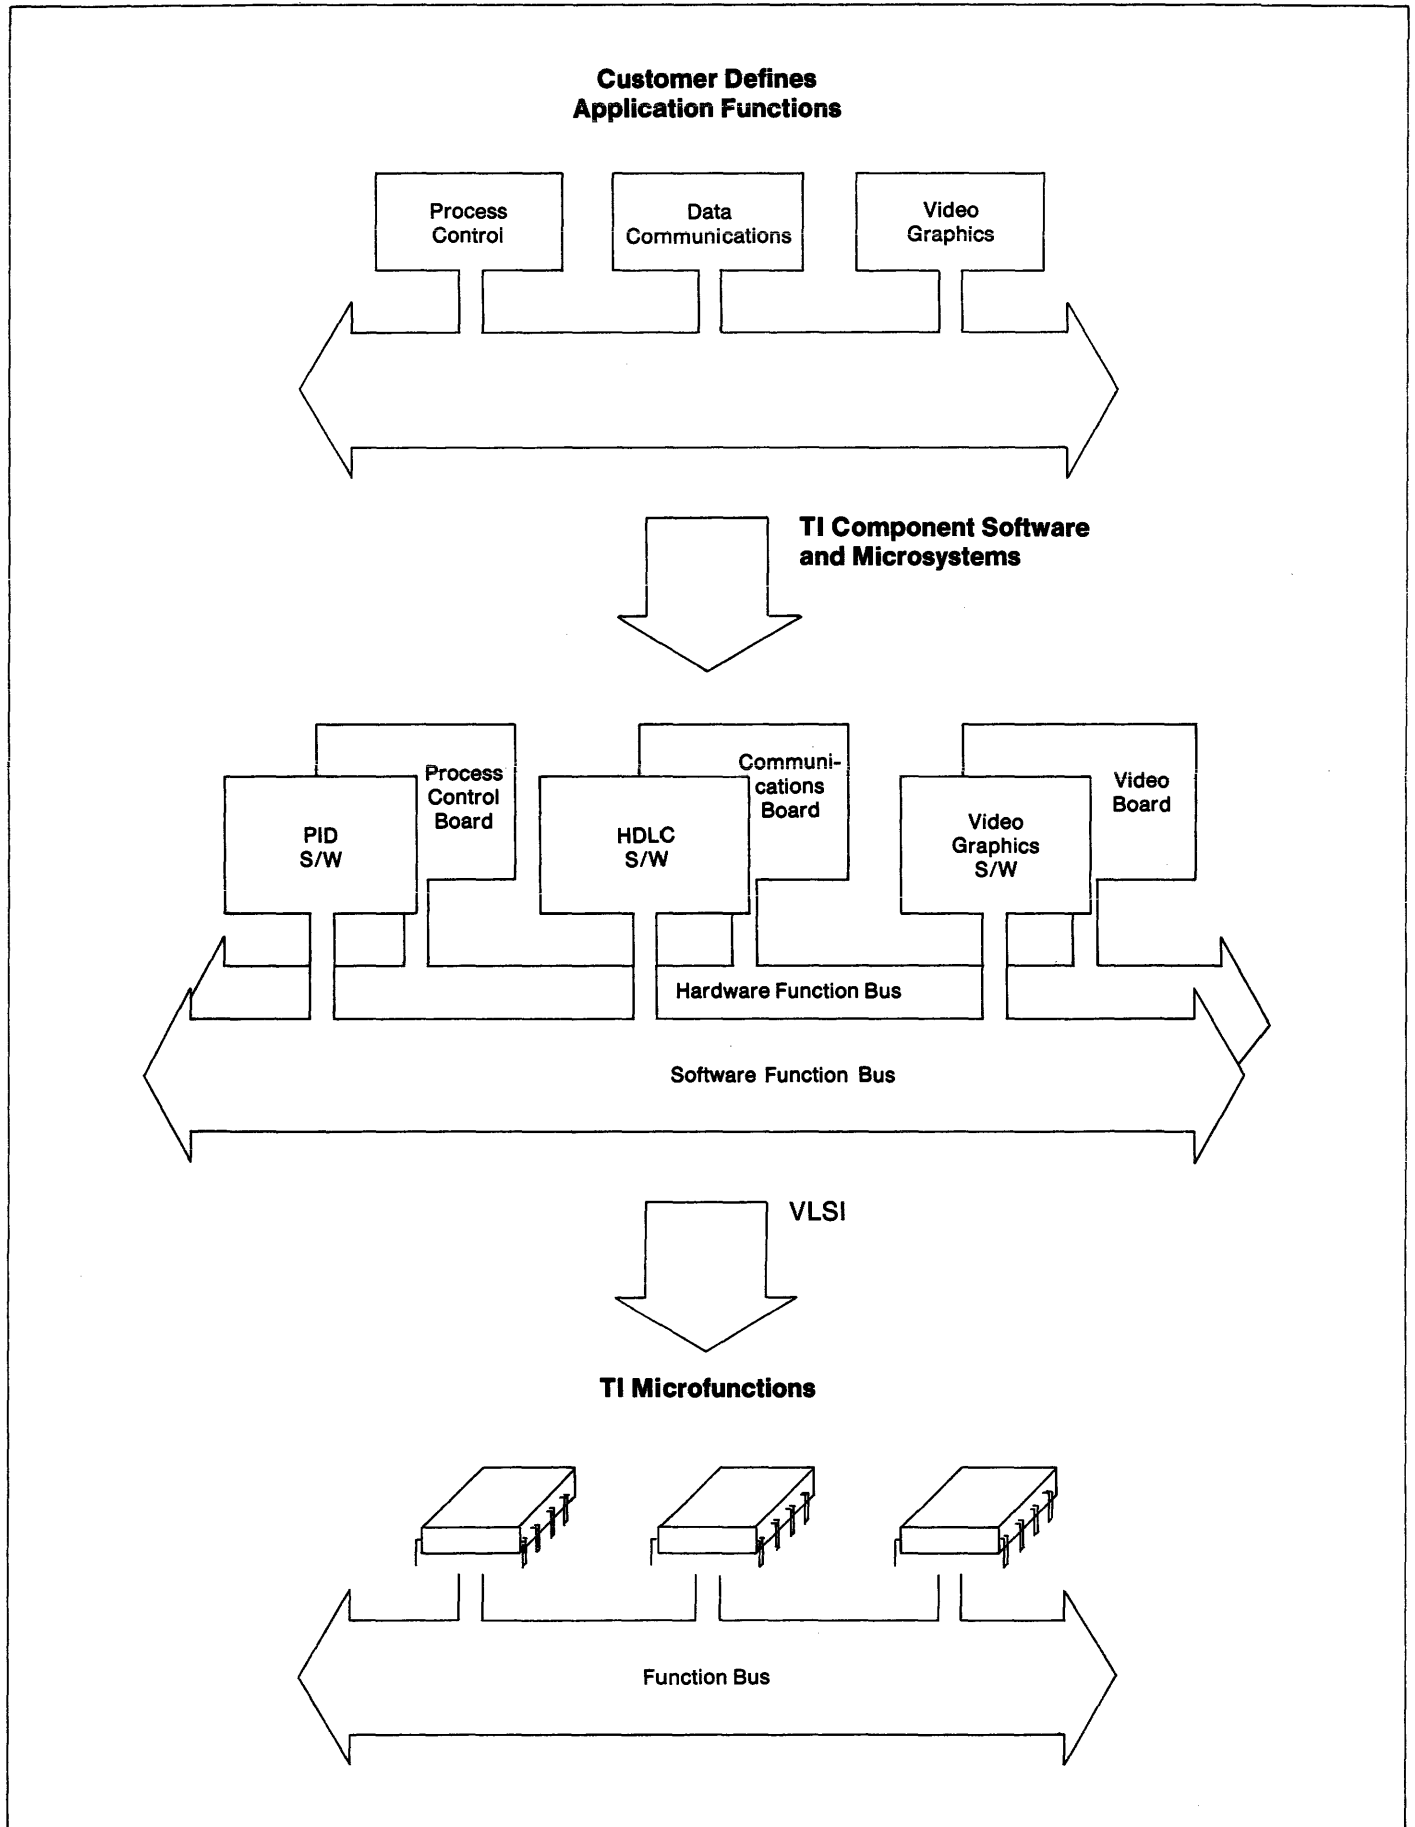 Customer Defines
Application Functions
Process
Control
Data
Communications
Video
Graphics
TI Component Software
and Microsystems
Process
Control
Board
PID
S/W
Communi-
cations
Board
HDLC
S/W
Video
Board
Video
Graphics
S/W
Hardware Function Bus
Software Function Bus
VLSI
TI Microfunctions
Function Bus